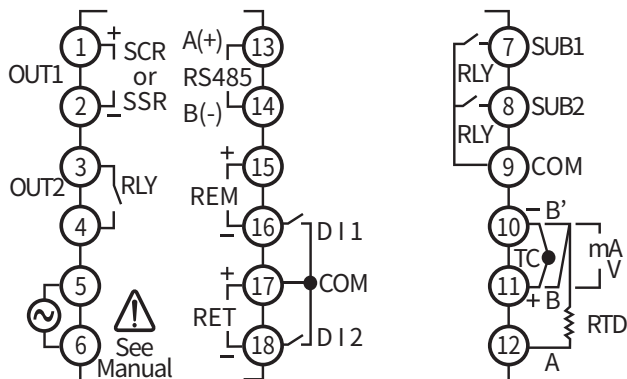 1
+
SCR
OUT1
or
2
SSR
−
3
OUT2
RLY
4
5
6
See
Manual
A(+)
13
RS485
B(-)
14
+
15
REM
−
16
DI1
+
17
COM
RET
−
18
DI2
7
SUB1
RLY
8
SUB2
RLY
9
COM
10
− B'
TC
mA
V
11
+ B
RTD
12
A